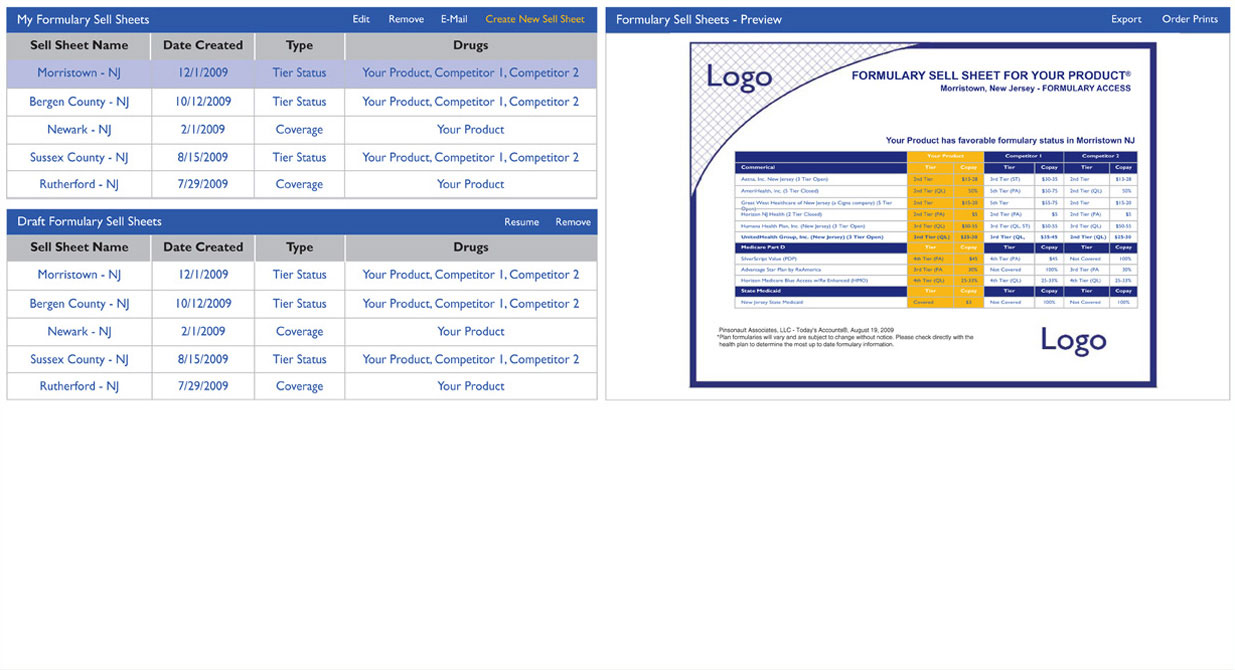 My Formulary Sell Sheets Edit Remove E-Mail Create New Sell Sheet
Sell Sheet Name Date Created Type Drugs
Morristown - NJ 12/1/2009 Tier Status Your Product, Competitor 1, Competitor 2
Bergen County - NJ 10/12/2009 Tier Status Your Product, Competitor 1, Competitor 2
Newark - NJ 2/1/2009 Coverage Your Product
Sussex County - NJ 8/15/2009 Tier Status Your Product, Competitor 1, Competitor 2
Rutherford - NJ 7/29/2009 Coverage Your Product
Draft Formulary Sell Sheets Resume Remove
Sell Sheet Name Date Created Type Drugs
Morristown - NJ 12/1/2009 Tier Status Your Product, Competitor 1, Competitor 2
Bergen County - NJ 10/12/2009 Tier Status Your Product, Competitor 1, Competitor 2
Newark - NJ 2/1/2009 Coverage Your Product
Sussex County - NJ 8/15/2009 Tier Status Your Product, Competitor 1, Competitor 2
Rutherford - NJ 7/29/2009 Coverage Your Product
Formulary Sell Sheets - Preview Export Order Prints
Logo
FORMULARY SELL SHEET FOR YOUR PRODUCT®
Morristown, New Jersey - FORMULARY ACCESS
Your Product has favorable formulary status in Morristown NJ
Your Product Competitor 1 Competitor 2
Commerical Tier Copay Tier Copay Tier Copay
Aetna, Inc. New Jersey (3 Tier Open) 2nd Tier $15-28 3rd Tier (ST) $30-35 2nd Tier $15-28
AmeriHealth, Inc. (5 Tier Closed) 2nd Tier (QL) 50% 5th Tier (PA) $50-75 2nd Tier (QL) 50%
Great West Healthcare of New Jersey (a Cigna company) (5 Tier Open) 2nd Tier $15-20 5th Tier $55-75 2nd Tier $15-20
Horizon NJ Health (2 Tier Closed) 2nd Tier (PA) $5 2nd Tier (PA) $5 2nd Tier (PA) $5
Humana Health Plan, Inc. (New Jersey) (3 Tier Open) 3rd Tier (QL) $50-55 3rd Tier (QL, ST) $50-55 3rd Tier (QL) $50-55
UnitedHealth Group, Inc. (New Jersey) (3 Tier Open) 2nd Tier (QL) $25-30 3rd Tier (QL, $35-45 2nd Tier (QL) $25-30
Medicare Part D Tier Copay Tier Copay Tier Copay
SilverScript Value (PDP) 4th Tier (PA) $45 4th Tier (PA) $45 Not Covered 100%
Advantage Star Plan by RxAmerica 3rd Tier (PA 30% Not Covered 100% 3rd Tier (PA 30%
Horizon Medicare Blue Access w/Rx Enhanced (HMO) 4th Tier (QL) 25-33% 4th Tier (QL) 25-33% 4th Tier (QL) 25-33%
State Medicaid Tier Copay Tier Copay Tier Copay
New Jersey State Medicaid Covered $3 Not Covered 100% Not Covered 100%
Pinsonault Associates, LLC - Today's Accounts®, August 19, 2009
*Plan formularies will vary and are subject to change without notice. Please check directly with the
health plan to determine the most up to date formulary information.
Logo